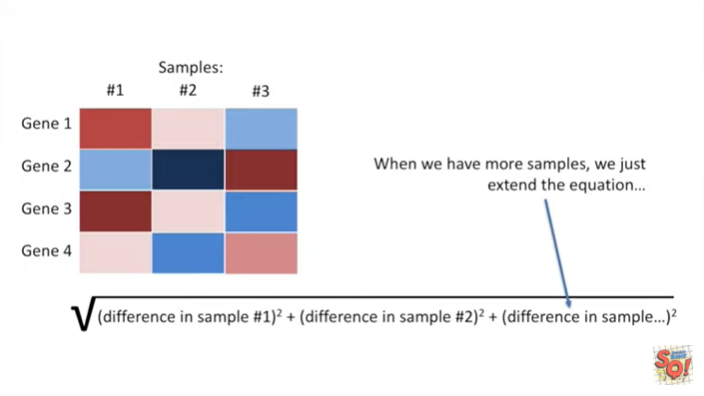 Samples:
#1 #2 #3
Gene 1
Gene 2
Gene 3
Gene 4
When we have more samples, we just
extend the equation...
√(difference in sample #1)² + (difference in sample #2)² + (difference in sample...)²
SQ!